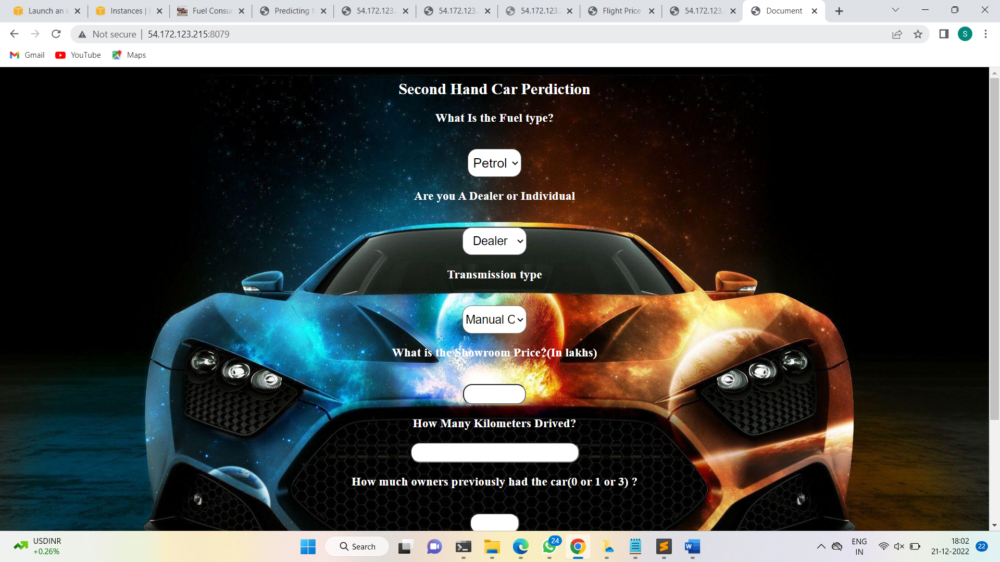 Launch an i
Instances | E
Fuel Consur
Predicting f
54.172.123.
54.172.123.
54.172.123.
Flight Price
54.172.123.
Document
Not secure
54.172.123.215:8079
S
Gmail
YouTube
Maps
Second Hand Car Perdiction
What Is the Fuel type?
Petrol
Are you A Dealer or Individual
Dealer
Transmission type
Manual C
What is the Showroom Price?(In lakhs)
How Many Kilometers Drived?
How much owners previously had the car(0 or 1 or 3) ?
USDINR
+0.26%
Search
24
W
ENG
IN
18:02
21-12-2022
22